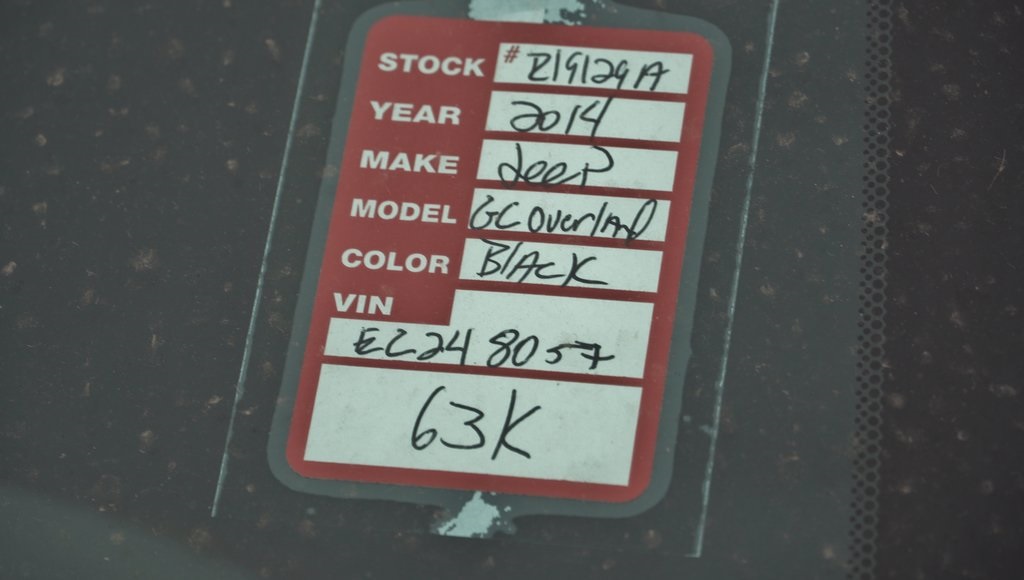 STOCK # R19129A
YEAR 2014
MAKE Jeep
MODEL GC Overland
COLOR BLACK
VIN
EC248057
63K